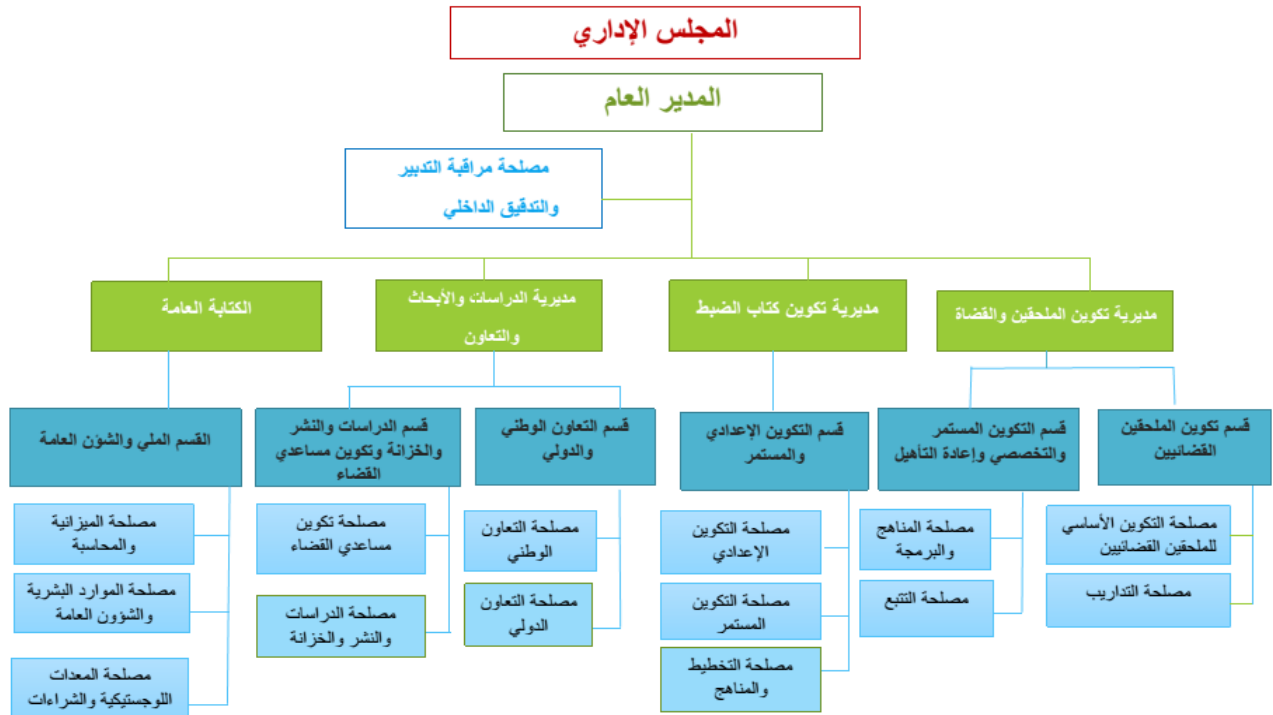 المجلس الإداري
المدير العام
مصلحة مراقبة التدبير
والتدقيق الداخلي
مديرية تكوين الملحقين والقضاة
مديرية تكوين كتاب الضبط
مديرية الدراسات والأبحاث
والتعاون
الكتابة العامة
قسم تكوين الملحقين
القضائيين
قسم التكوين المستمر
والتخصصي وإعادة التأهيل
قسم التكوين الإعدادي
والمستمر
قسم التعاون الوطني
والدولي
قسم الدراسات والنشر
والخزانة وتكوين مساعدي
القضاء
القسم الملي والشؤن العامة
مصلحة التكوين الأساسي
للملحقين القضائيين
مصلحة التداريب
مصلحة المناهج
والبرمجة
مصلحة التتبع
مصلحة التكوين
الإعدادي
مصلحة التكوين
المستمر
مصلحة التخطيط
والمناهج
مصلحة التعاون
الوطني
مصلحة التعاون
الدولي
مصلحة تكوين
مساعدي القضاء
مصلحة الدراسات
والنشر والخزانة
مصلحة الميزانية
والمحاسبة
مصلحة الموارد البشرية
والشؤون العامة
مصلحة المعدات
اللوجستيكية والشراءات